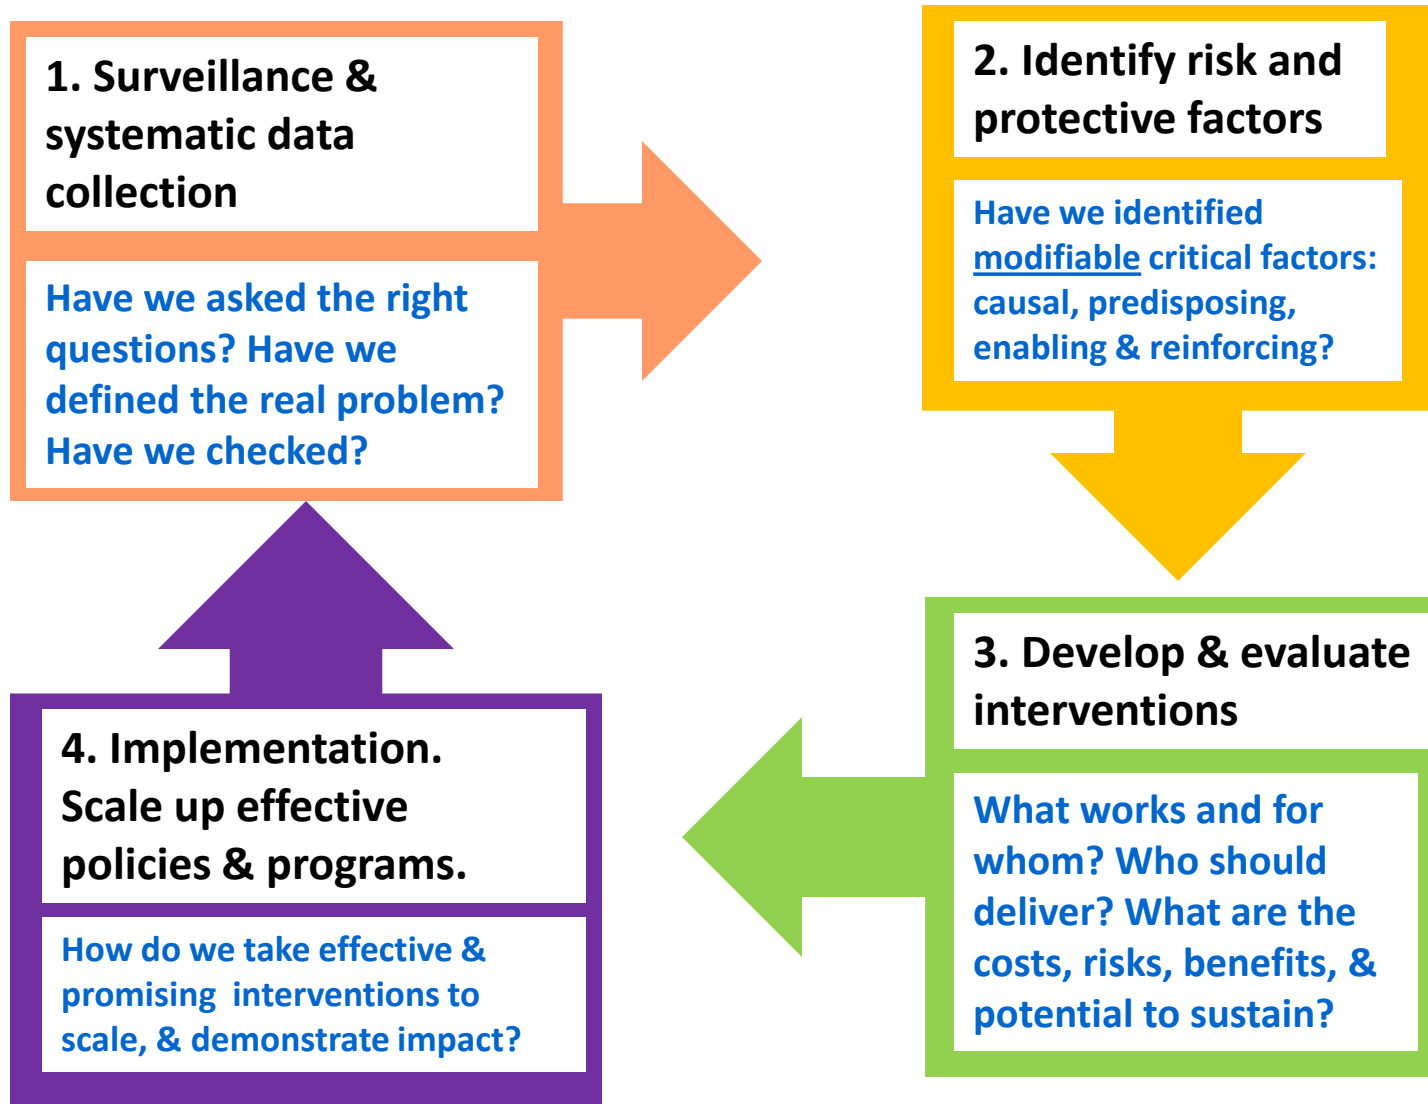 1. Surveillance &
systematic data
collection
Have we asked the right
questions? Have we
defined the real problem?
Have we checked?
2. Identify risk and
protective factors
Have we identified
modifiable critical factors:
causal, predisposing,
enabling & reinforcing?
3. Develop & evaluate
interventions
What works and for
whom? Who should
deliver? What are the
costs, risks, benefits, &
potential to sustain?
4. Implementation.
Scale up effective
policies & programs.
How do we take effective &
promising  interventions to
scale, & demonstrate impact?